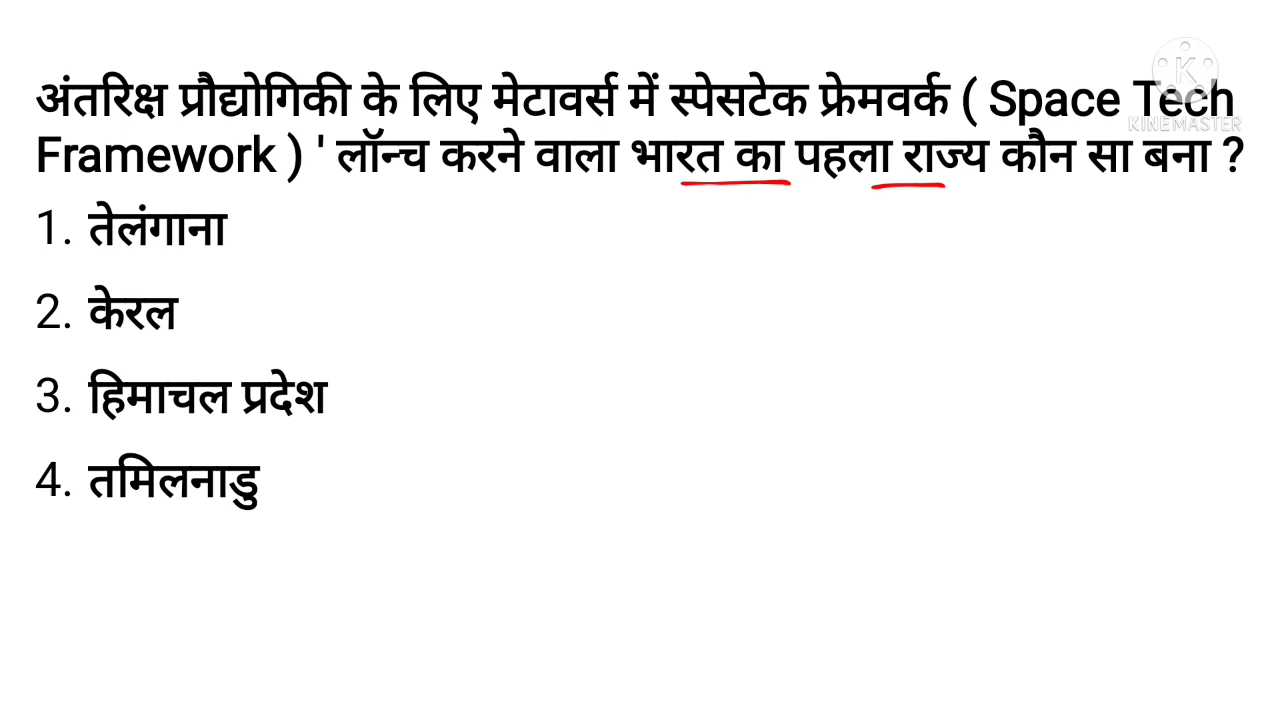 अंतरिक्ष प्रौद्योगिकी के लिए मेटावर्स में स्पेसटेक फ्रेमवर्क ( Space Tech
Framework ) ' लॉन्च करने वाला भारत का पहला राज्य कौन सा बना ?
1. तेलंगाना
2. केरल
3. हिमाचल प्रदेश
4. तमिलनाडु
K
KINEMASTER